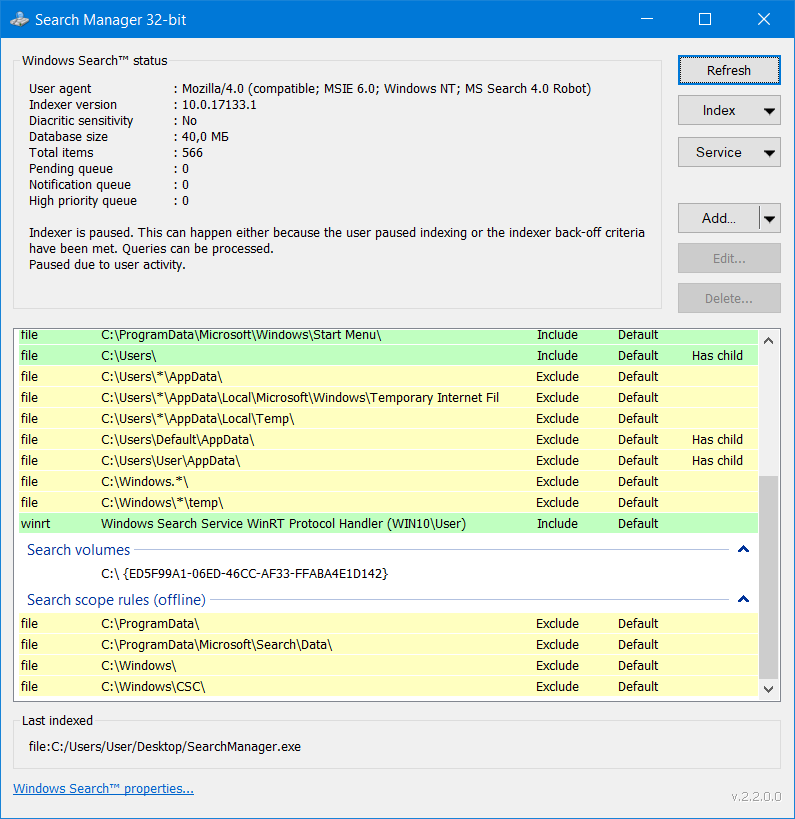 Search Manager 32-bit
Windows Search™ status
User agent : Mozilla/4.0 (compatible; MSIE 6.0; Windows NT; MS Search 4.0 Robot)
Indexer version : 10.0.17133.1
Diacritic sensitivity : No
Database size : 40,0 МБ
Total items : 566
Pending queue : 0
Notification queue : 0
High priority queue : 0
Indexer is paused. This can happen either because the user paused indexing or the indexer back-off criteria
have been met. Queries can be processed.
Paused due to user activity.
Refresh
Index
Service
Add...
Edit...
Delete...
file C:\ProgramData\Microsoft\Windows\Start Menu\ Include Default
file C:\Users\ Include Default Has child
file C:\Users\*\AppData\ Exclude Default
file C:\Users\*\AppData\Local\Microsoft\Windows\Temporary Internet Fil Exclude Default
file C:\Users\*\AppData\Local\Temp\ Exclude Default
file C:\Users\Default\AppData\ Exclude Default Has child
file C:\Users\User\AppData\ Exclude Default Has child
file C:\Windows.*\ Exclude Default
file C:\Windows\*\temp\ Exclude Default
winrt Windows Search Service WinRT Protocol Handler (WIN10\User) Include Default
Search volumes
C:\ {ED5F99A1-06ED-46CC-AF33-FFABA4E1D142}
Search scope rules (offline)
file C:\ProgramData\ Exclude Default
file C:\ProgramData\Microsoft\Search\Data\ Exclude Default
file C:\Windows\ Exclude Default
file C:\Windows\CSC\ Exclude Default
Last indexed
file:C:/Users/User/Desktop/SearchManager.exe
Windows Search™ properties...
v.2.2.0.0